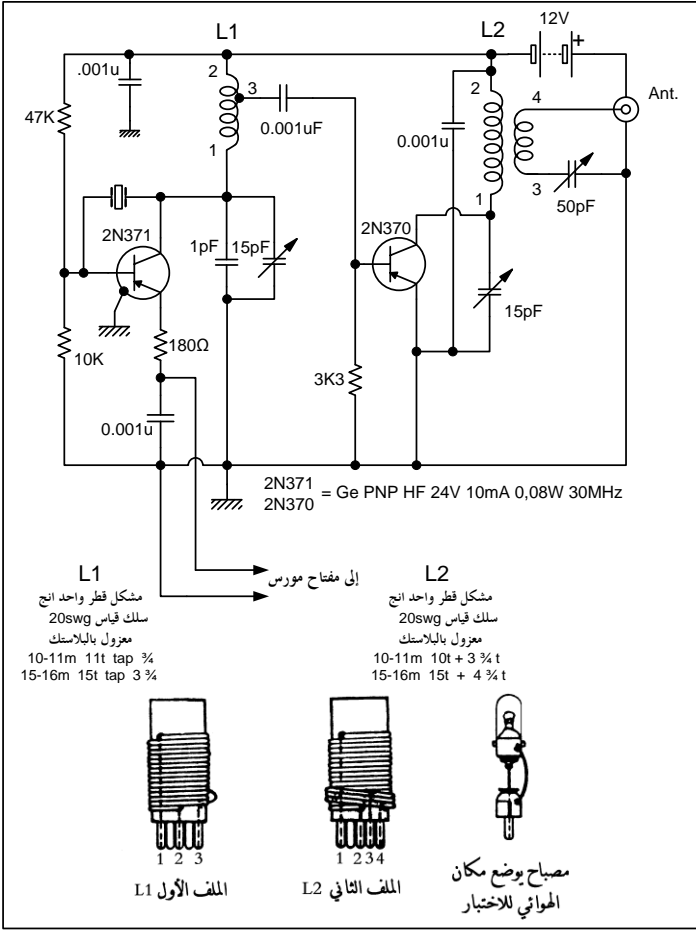 L1
L2
12V
+
.001u
2
3
0.001uF
1
47K
2N371
1pF
15pF
10K
180Ω
0.001u
0.001u
2
1
4
3
Ant.
50pF
2N370
15pF
3K3
2N371
2N370
= Ge PNP HF 24V 10mA 0,08W 30MHz
إلى مفتاح مورس
L1
مشكل قطر واحد انج
سلك قياس 20swg
معزول بالبلاستك
10-11m 11t tap ¾
15-16m 15t tap 3 ¾
L2
مشكل قطر واحد انج
سلك قياس 20swg
معزول بالبلاستك
10-11m 10t + 3 ¾ t
15-16m 15t + 4 ¾ t
1 2 3
الملف الأول L1
1 2 3 4
الملف الثاني L2
مصباح يوضع مكان
الهوائي للاختبار